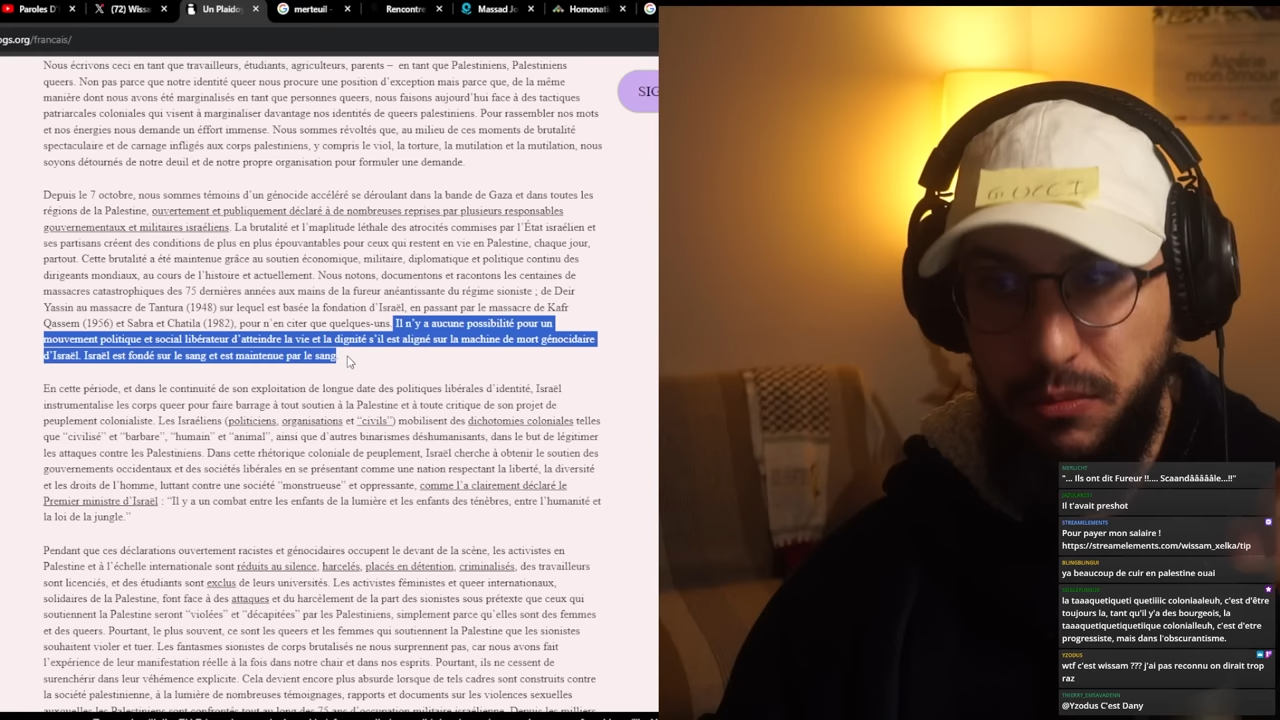 Paroles D'I
(72) Wissa
Un Plaidoy
merteuil -
Rencontre
Massad Jo
Homonati
ogs.org/francais/
Nous écrivons ceci en tant que travailleurs, étudiants, agriculteurs, parents – en tant que Palestiniens, Palestiniens
queers. Non pas parce que notre identité queer nous procure une position d'exception mais parce que, de la même
manière dont nous avons été marginalisés en tant que personnes queers, nous faisons aujourd'hui face à des tactiques
patriarcales coloniales qui visent à marginaliser davantage nos identités de queers palestiniens. Pour rassembler nos mots
et nos énergies nous demande un éffort immense. Nous sommes révoltés que, au milieu de ces moments de brutalité
spectaculaire et de carnage infligés aux corps palestiniens, y compris le viol, la torture, la mutilation et la mutilation, nous
soyons détournés de notre deuil et de notre propre organisation pour formuler une demande.
SIG
Depuis le 7 octobre, nous sommes témoins d'un génocide accéléré se déroulant dans la bande de Gaza et dans toutes les
régions de la Palestine, ouvertement et publiquement déclaré à de nombreuses reprises par plusieurs responsables
gouvernementaux et militaires israéliens. La brutalité et l'maplitude léthale des atrocités commises par l'État israélien et
ses partisans créent des conditions de plus en plus épouvantables pour ceux qui restent en vie en Palestine, chaque jour,
partout. Cette brutalité a été maintenue grâce au soutien économique, militaire, diplomatique et politique continu des
dirigeants mondiaux, au cours de l'histoire et actuellement. Nous notons, documentons et racontons les centaines de
massacres catastrophiques des 75 dernières années aux mains de la fureur anéantissante du régime sioniste ; de Deir
Yassin au massacre de Tantura (1948) sur lequel est basée la fondation d'Israël, en passant par le massacre de Kafr
Qassem (1956) et Sabra et Chatila (1982), pour n'en citer que quelques-uns. Il n'y a aucune possibilité pour un
mouvement politique et social libérateur d'atteindre la vie et la dignité s'il est aligné sur la machine de mort génocidaire
d'Israël. Israël est fondé sur le sang et est maintenue par le sang.
En cette période, et dans le continuité de son exploitation de longue date des politiques libérales d'identité, Israël
instrumentalise les corps queer pour faire barrage à tout soutien à la Palestine et à toute critique de son projet de
peuplement colonialiste. Les Israéliens (politiciens, organisations et “civils”) mobilisent des dichotomies coloniales telles
que “civilisé” et “barbare”, “humain” et “animal”, ainsi que d'autres binarismes déshumanisants, dans le but de légitimer
les attaques contre les Palestiniens. Dans cette rhétorique coloniale de peuplement, Israël cherche à obtenir le soutien des
gouvernements occidentaux et des sociétés libérales en se présentant comme une nation respectant la liberté, la diversité
et les droits de l'homme, luttant contre une société “monstrueuse” et oppressante, comme l'a clairement déclaré le
Premier ministre d'Israël : “Il y a un combat entre les enfants de la lumière et les enfants des ténèbres, entre l'humanité et
la loi de la jungle.”
Pendant que ces déclarations ouvertement racistes et génocidaires occupent le devant de la scène, les activistes en
Palestine et à l'échelle internationale sont réduits au silence, harcelés, placés en détention, criminalisés, des travailleurs
sont licenciés, et des étudiants sont exclus de leurs universités. Les activistes féministes et queer internationaux,
solidaires de la Palestine, font face à des attaques et du harcèlement de la part des sionistes sous prétexte que ceux qui
soutiennent la Palestine seront “violées” et “décapitées” par les Palestiniens, simplement parce qu'elles sont des femmes
et des queers. Pourtant, le plus souvent, ce sont les queers et les femmes qui soutiennent la Palestine que les sionistes
souhaitent violer et tuer. Les fantasmes sionistes de corps brutalisés ne nous surprennent pas, car nous avons fait
l'expérience de leur manifestation réelle à la fois dans notre chair et dans nos esprits. Pourtant, ils ne cessent de
surenchérir dans leur véhémence explicite. Cela devient encore plus absurde lorsque de tels cadres sont construits contre
la société palestinienne, à la lumière de nombreuses témoignages, rapports et documents sur les violences sexuelles
auxquelles les Palestiniens sont confrontés tout au long des 75 ans d'occupation militaire israélienne. Depuis les milliers
Algérie
mon amour
GUCCI
MERLICHT
"... Ils ont dit Fureur !!.... Scaandâââââle...!!"
Il t'avait preshot
STREAMELEMENTS
Pour payer mon salaire !
https://streamelements.com/wissam_xelka/tip
BLINGBLINGUI
ya beaucoup de cuir en palestine ouai
la taaaquetiqueti quetiiiic coloniaaleuh, c'est d'être
toujours la, tant qu'il y'a des bourgeois, la
taaaaquetiquetiquetiique colonialleuh, c'est d'etre
progressiste, mais dans l'obscurantisme.
YZODUS
wtf c'est wissam ??? j'ai pas reconnu on dirait trop
raz
THIERRY_ENSAVADENN
@Yzodus C'est Dany